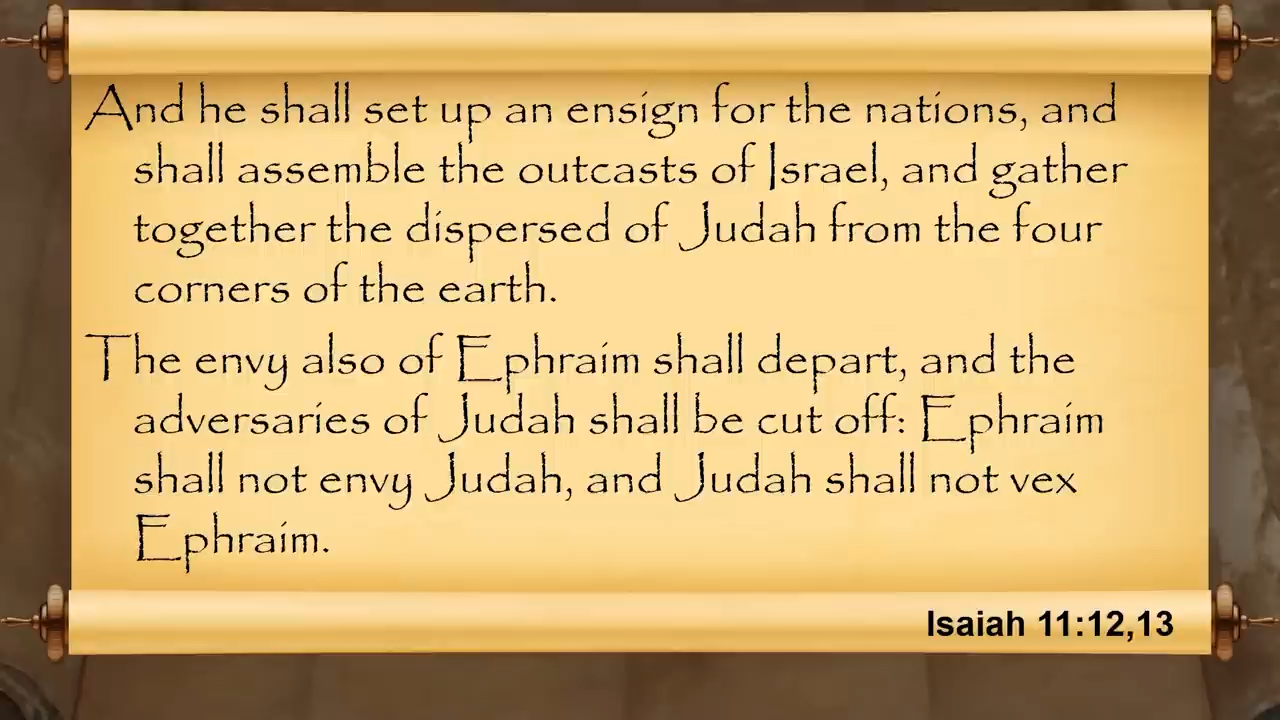 And he shall set up an ensign for the nations, and
shall assemble the outcasts of Israel, and gather
together the dispersed of Judah from the four
corners of the earth.
The envy also of Ephraim shall depart, and the
adversaries of Judah shall be cut off: Ephraim
shall not envy Judah, and Judah shall not vex
Ephraim.
Isaiah 11:12,13